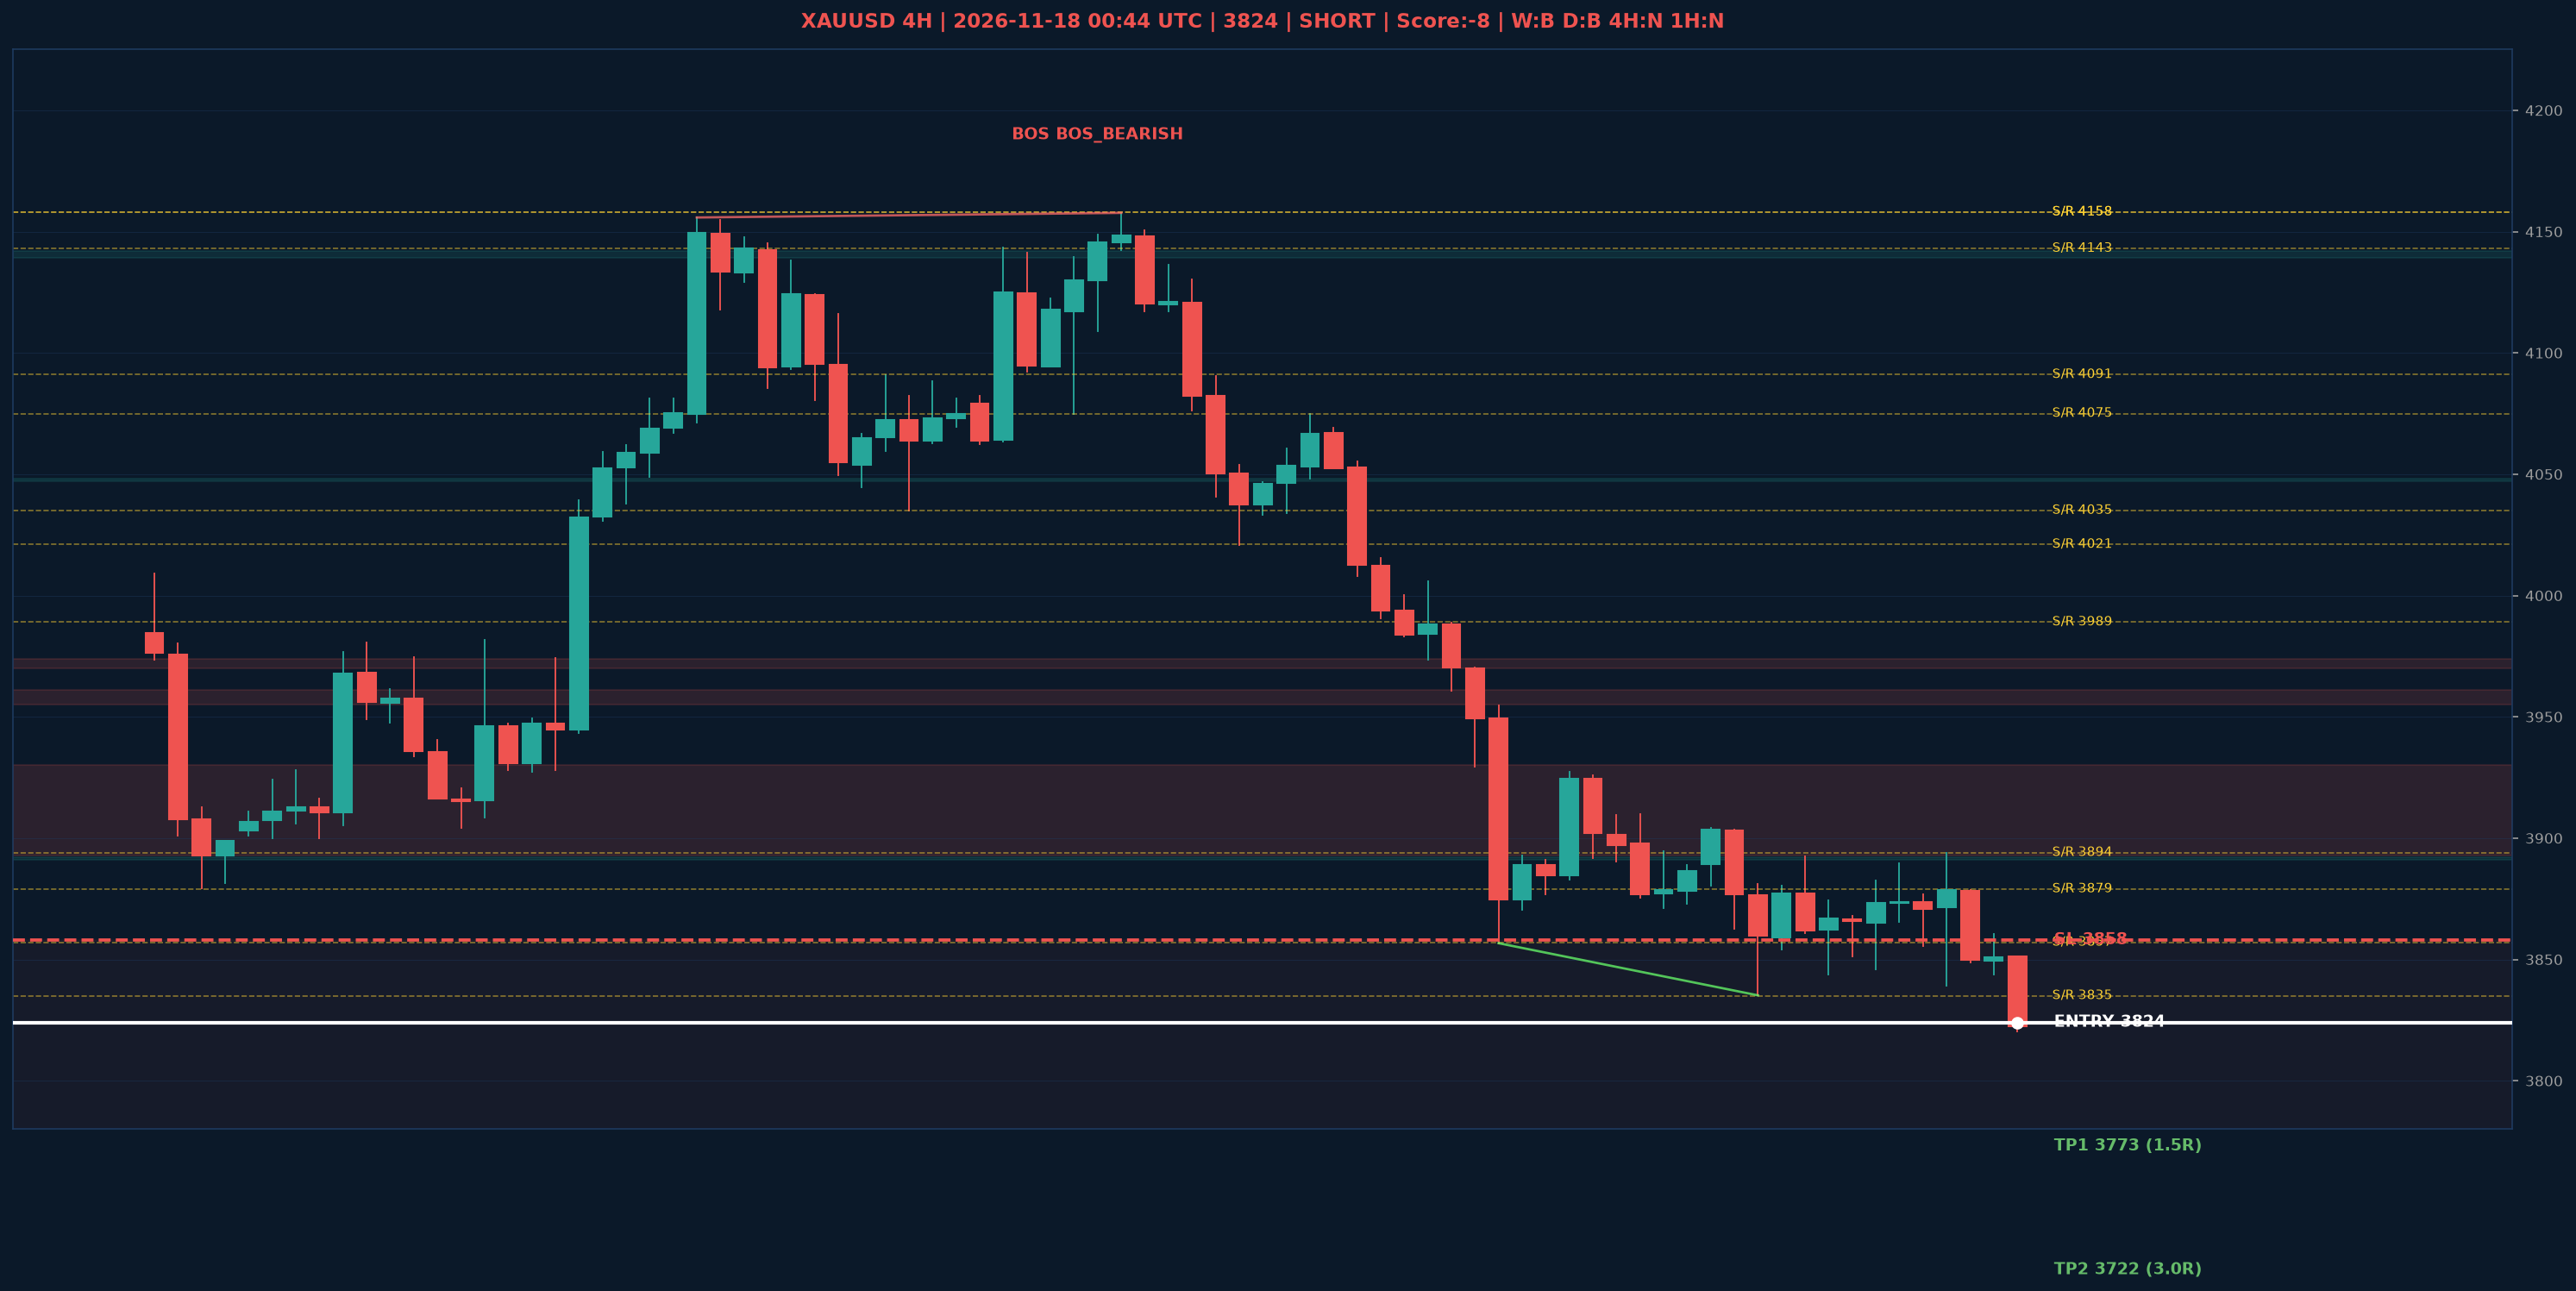 XAUUSD 4H | 2026-11-18 00:44 UTC | 3824 | SHORT | Score:-8 | W:B D:B 4H:N 1H:N
4200
BOS BOS_BEARISH
S/R 4158
4150
S/R 4143
4100
S/R 4091
S/R 4075
4050
S/R 4035
S/R 4021
4000
S/R 3989
3950
3900
S/R 3894
S/R 3879
SL 3858
S/R 3857
3850
S/R 3835
ENTRY 3824
3800
TP1 3773 (1.5R)
TP2 3722 (3.0R)